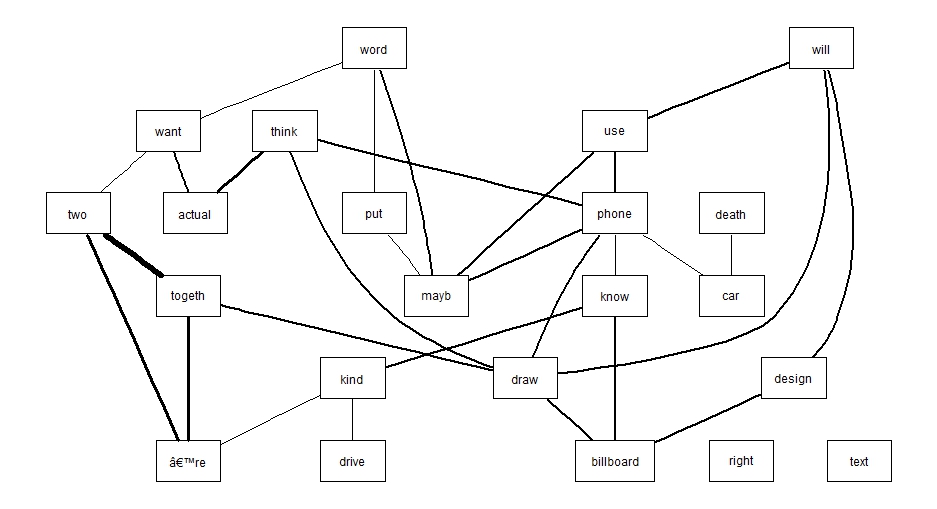 word
will
want
think
use
two
actual
put
phone
death
togeth
mayb
know
car
kind
draw
design
â€™re
drive
billboard
right
text